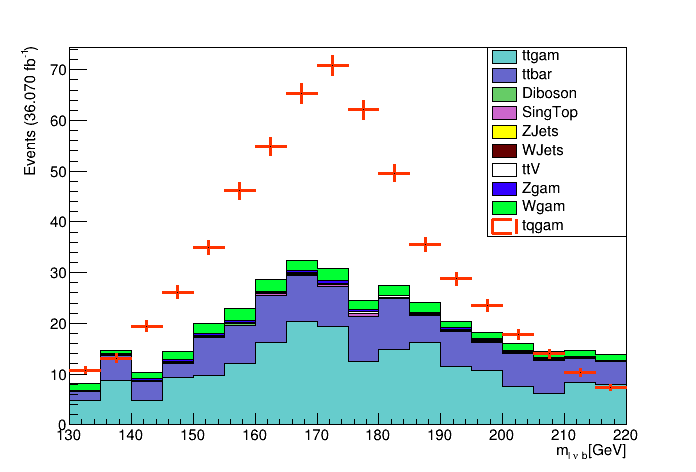 Events (36.070 fb⁻¹)
70
60
50
40
30
20
10
0
ttgam
ttbar
Diboson
SingTop
ZJets
WJets
ttV
Zgam
Wgam
tqgam
130 140 150 160 170 180 190 200 210 220
m_{l ν b}[GeV]